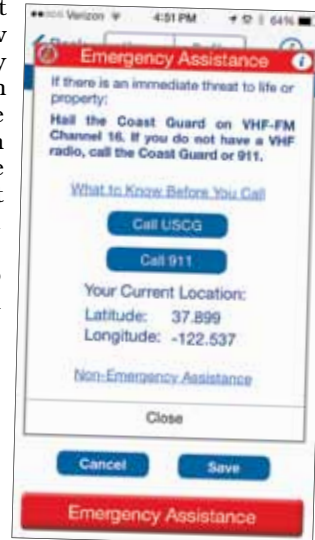 Verizon 4:51 PM 64%
Emergency Assistance i
If there is an immediate threat to life or
property:
Hail the Coast Guard on VHF-FM
Channel 16. If you do not have a VHF
radio, call the Coast Guard or 911.
What to Know Before You Call
Call USCG
Call 911
Your Current Location:
Latitude: 37.899
Longitude: -122.537
Non-Emergency Assistance
Close
Cancel Save
Emergency Assistance